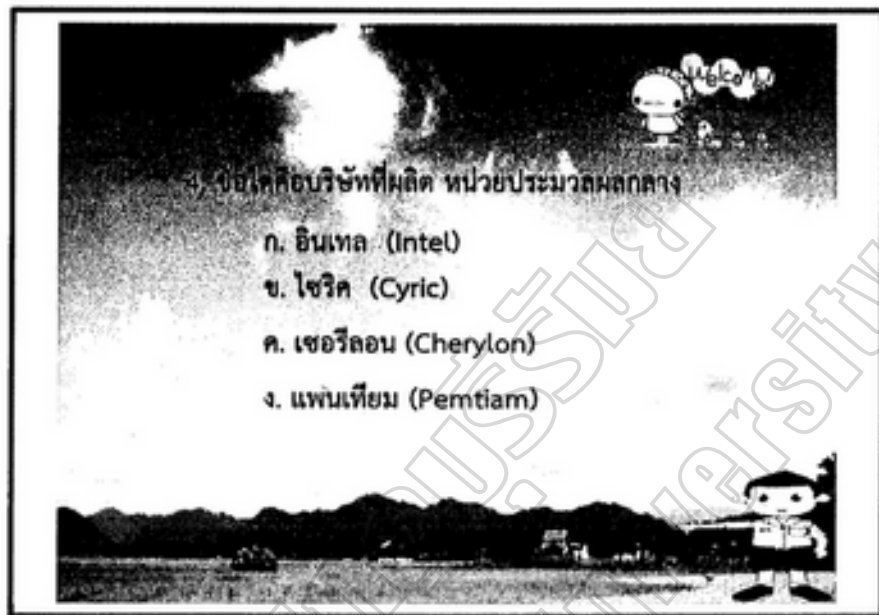 Welcome
4. ข้อใดคือบริษัทที่ผลิต หน่วยประมวลผลกลาง
ก. อินเทล (Intel)
ข. ไซริค (Cyric)
ค. เซอรีลอน (Cherylon)
ง. แพนเทียม (Pemtiam)